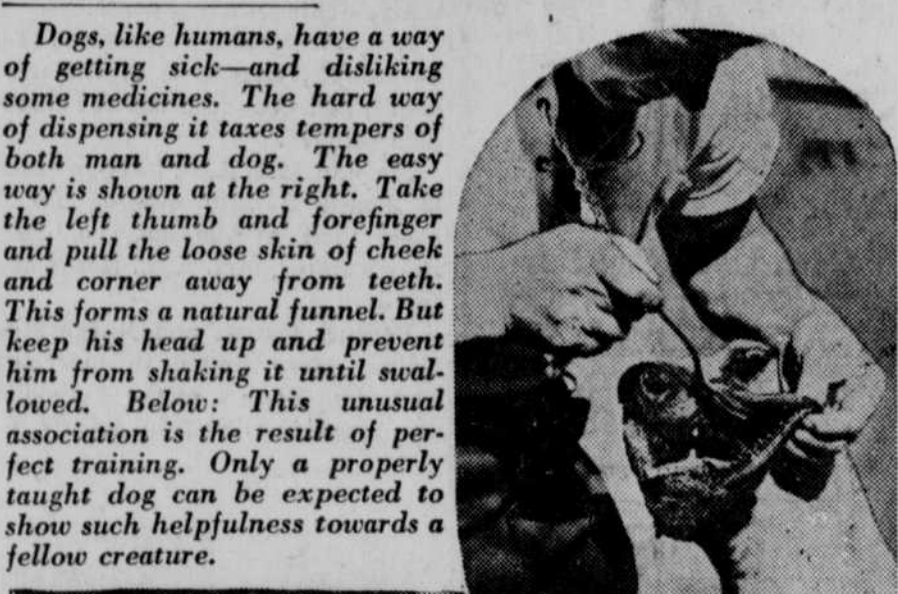 Dogs, like humans, have a way
of getting sick—and disliking
some medicines. The hard way
of dispensing it taxes tempers of
both man and dog. The easy
way is shown at the right. Take
the left thumb and forefinger
and pull the loose skin of cheek
and corner away from teeth.
This forms a natural funnel. But
keep his head up and prevent
him from shaking it until swal-
lowed. Below: This unusual
association is the result of per-
fect training. Only a properly
taught dog can be expected to
show such helpfulness towards a
fellow creature.